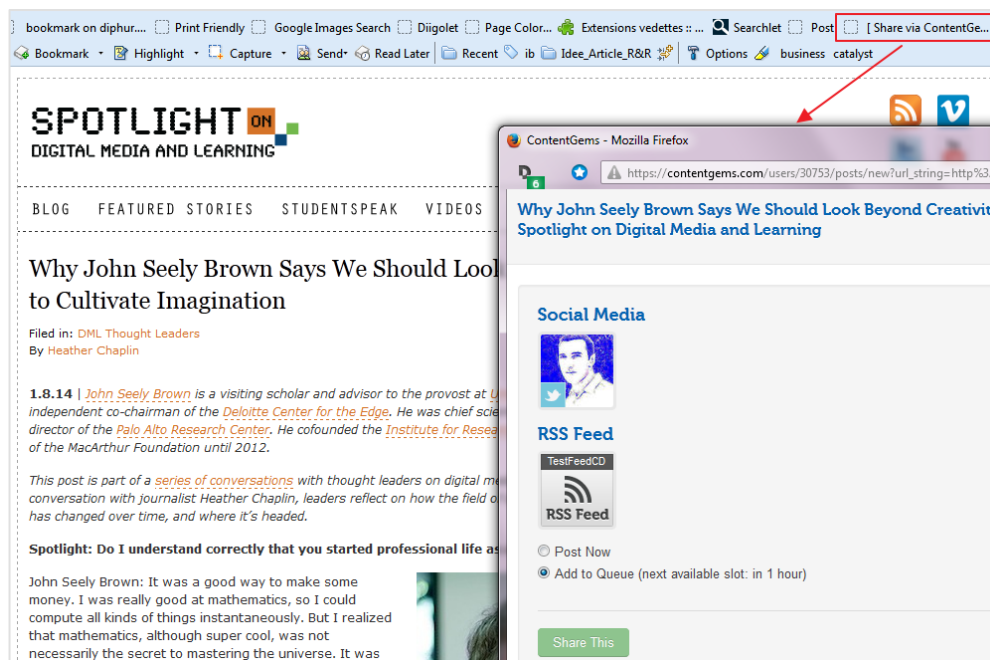 bookmark on diphur.... Print Friendly Google Images Search Diigolet Page Color... Extensions vedettes :: ... Searchlet Post [ Share via ContentGe...
Bookmark Highlight Capture Send Read Later Recent ib Idee_Article_R&R Options business catalyst
SPOTLIGHT ON
DIGITAL MEDIA AND LEARNING
BLOG FEATURED STORIES STUDENTSPEAK VIDEOS
Why John Seely Brown Says We Should Look
to Cultivate Imagination
Filed in: DML Thought Leaders
By Heather Chaplin
1.8.14 | John Seely Brown is a visiting scholar and advisor to the provost at U
independent co-chairman of the Deloitte Center for the Edge. He was chief scie
director of the Palo Alto Research Center. He cofounded the Institute for Resea
of the MacArthur Foundation until 2012.
This post is part of a series of conversations with thought leaders on digital me
conversation with journalist Heather Chaplin, leaders reflect on how the field o
has changed over time, and where it's headed.
Spotlight: Do I understand correctly that you started professional life as
John Seely Brown: It was a good way to make some
money. I was really good at mathematics, so I could
compute all kinds of things instantaneously. But I realized
that mathematics, although super cool, was not
necessarily the secret to mastering the universe. It was
ContentGems - Mozilla Firefox
6
https://contentgems.com/users/30753/posts/new?url_string=http%3
Why John Seely Brown Says We Should Look Beyond Creativit
Spotlight on Digital Media and Learning
Social Media
RSS Feed
TestFeedCD
RSS Feed
Post Now
Add to Queue (next available slot: in 1 hour)
Share This